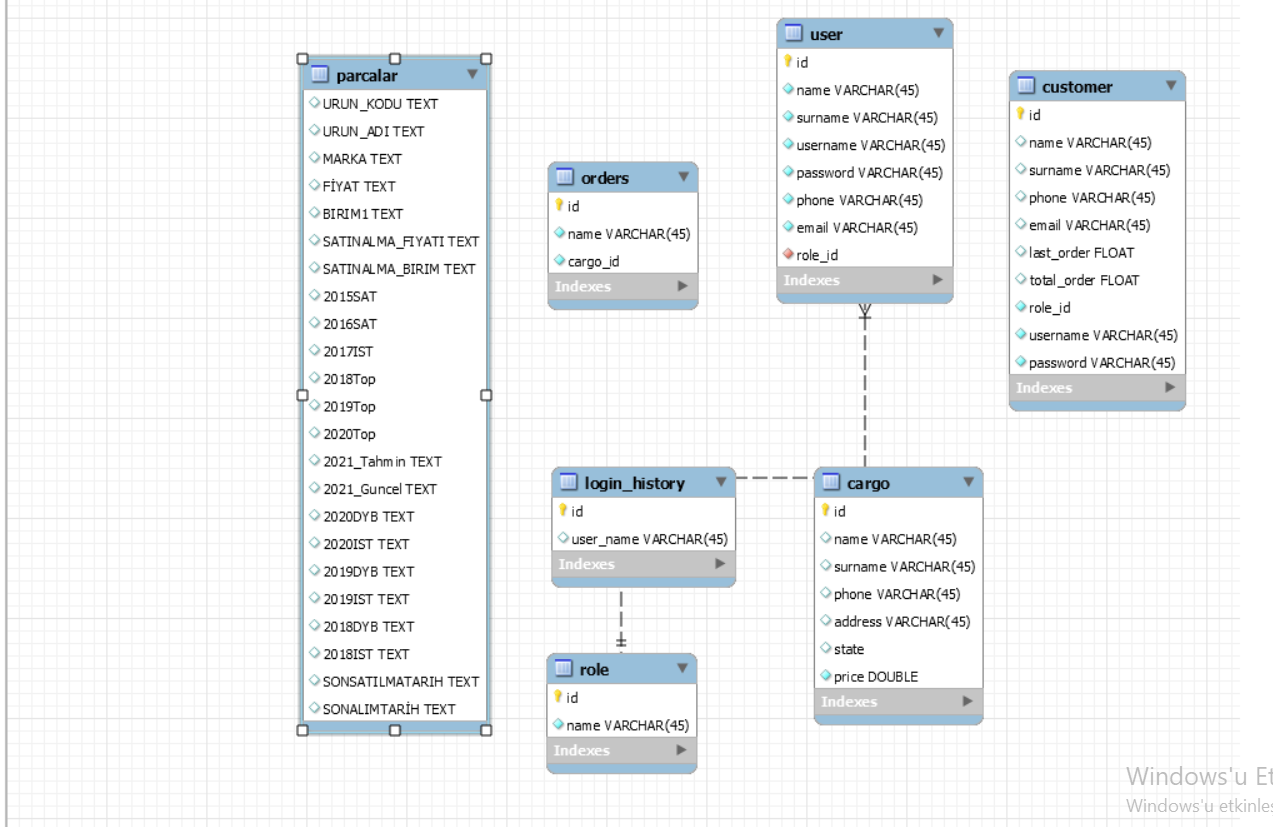 parcalar
URUN_KODU TEXT
URUN_ADI TEXT
MARKA TEXT
FİYAT TEXT
BIRIM1 TEXT
SATINALMA_FIYATI TEXT
SATINALMA_BIRIM TEXT
2015SAT
2016SAT
2017IST
2018Top
2019Top
2020Top
2021_Tahmin TEXT
2021_Guncel TEXT
2020DYB TEXT
2020IST TEXT
2019DYB TEXT
2019IST TEXT
2018DYB TEXT
2018IST TEXT
SONSATILMATARIH TEXT
SONALIMTARİH TEXT
orders
id
name VARCHAR(45)
cargo_id
Indexes
user
id
name VARCHAR(45)
surname VARCHAR(45)
username VARCHAR(45)
password VARCHAR(45)
phone VARCHAR(45)
email VARCHAR(45)
role_id
Indexes
customer
id
name VARCHAR(45)
surname VARCHAR(45)
phone VARCHAR(45)
email VARCHAR(45)
last_order FLOAT
total_order FLOAT
role_id
username VARCHAR(45)
password VARCHAR(45)
Indexes
login_history
id
user_name VARCHAR(45)
Indexes
role
id
name VARCHAR(45)
Indexes
cargo
id
name VARCHAR(45)
surname VARCHAR(45)
phone VARCHAR(45)
address VARCHAR(45)
state
price DOUBLE
Indexes
Windows'u Et
Windows'u etkinles